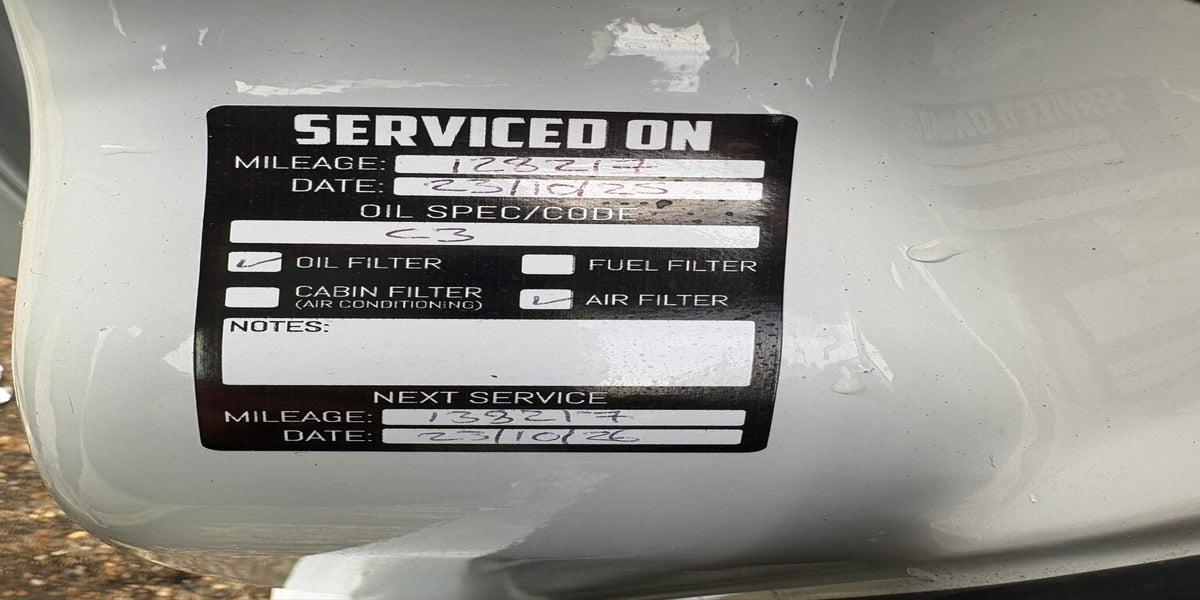 SERVICED ON
MILEAGE: 128217
DATE: 23/10/25
OIL SPEC/CODE
C3
✓ OIL FILTER FUEL FILTER
CABIN FILTER ✓ AIR FILTER
(AIR CONDITIONING)
NOTES:
NEXT SERVICE
MILEAGE: 138217
DATE: 23/10/26